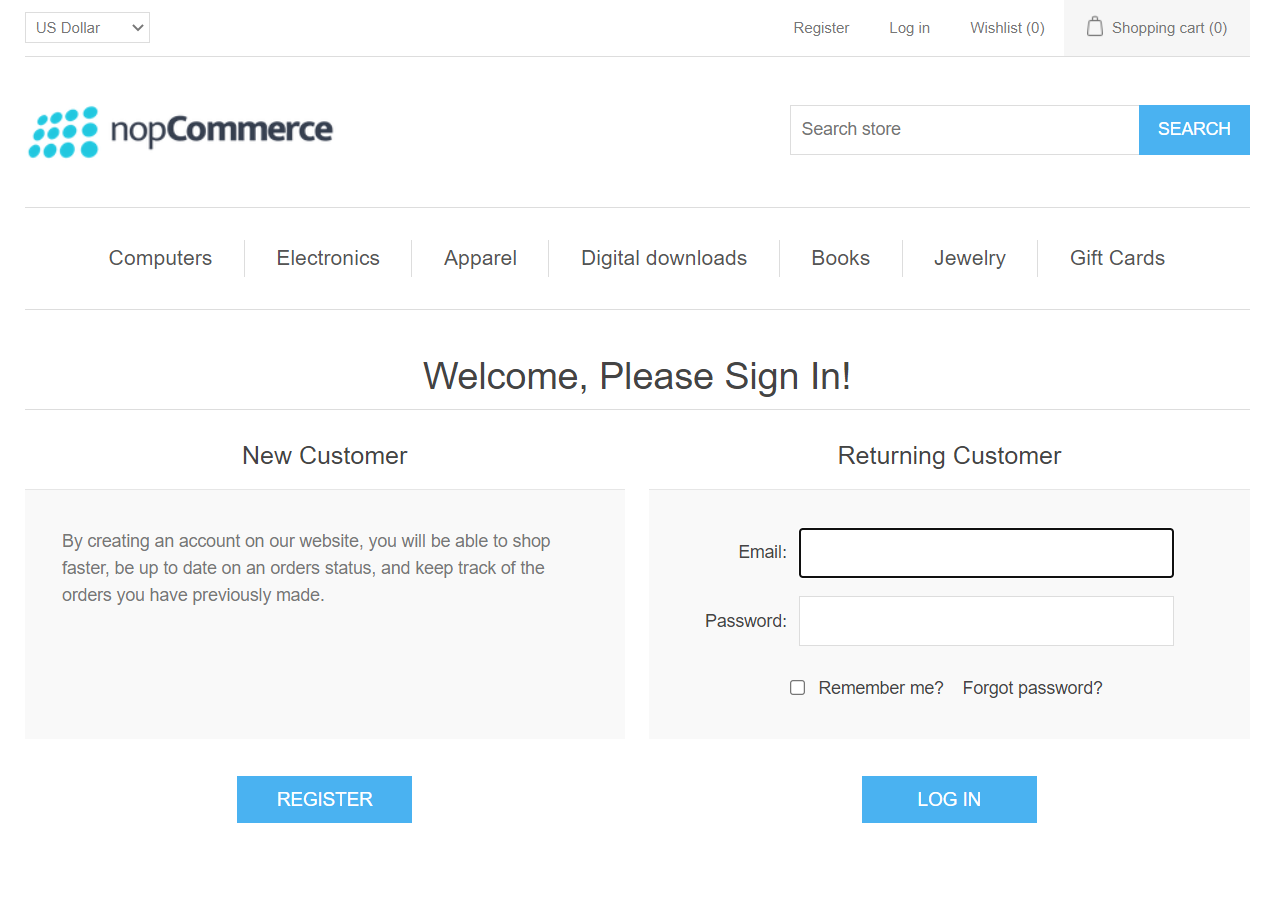 US Dollar Register Log in Wishlist (0) Shopping cart (0)
nopCommerce Search store SEARCH
Computers Electronics Apparel Digital downloads Books Jewelry Gift Cards
Welcome, Please Sign In!
New Customer
By creating an account on our website, you will be able to shop
faster, be up to date on an orders status, and keep track of the
orders you have previously made.
REGISTER
Returning Customer
Email:
Password:
Remember me? Forgot password?
LOG IN